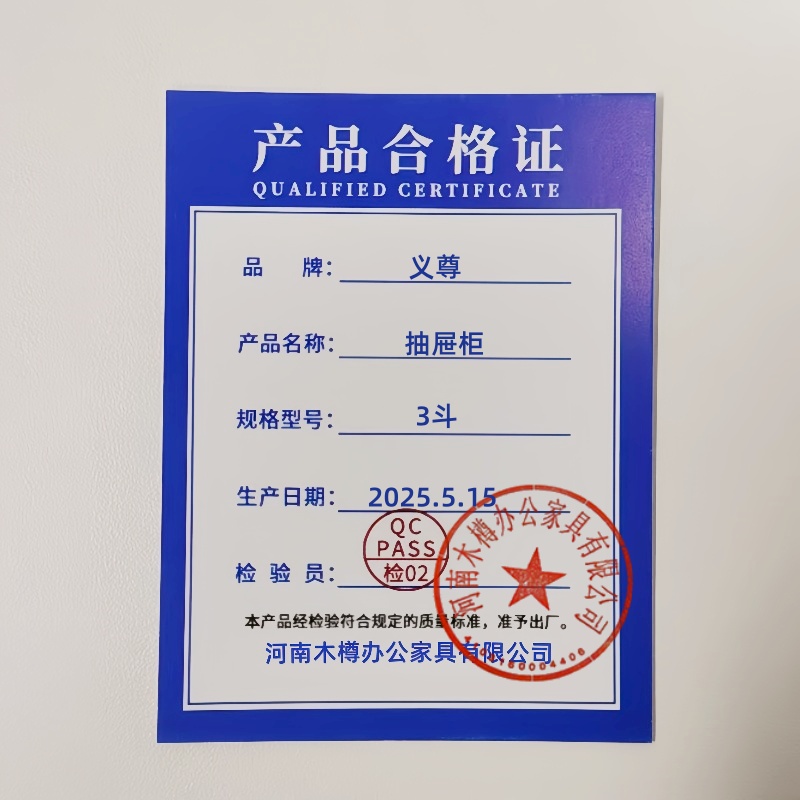 产品合格证
QUALIFIED CERTIFICATE
品 牌： 义尊
产品名称： 抽屉柜
规格型号： 3斗
生产日期： 2025.5.15
QC
PASS
检02
检 验 员：
河南木樽办公家具有限公司
本产品经检验符合规定的质量标准，准予出厂。
河南木樽办公家具有限公司